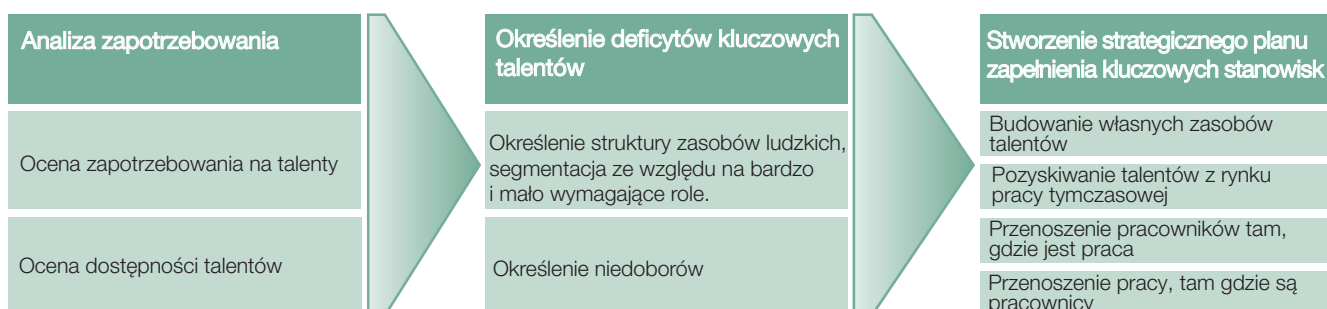 Analiza zapotrzebowania
Ocena zapotrzebowania na talenty
Ocena dostępności talentów
Określenie deficytów kluczowych
talentów
Określenie struktury zasobów ludzkich,
segmentacja ze względu na bardzo
i mało wymagające role.
Określenie niedoborów
Stworzenie strategicznego planu
zapełnienia kluczowych stanowisk
Budowanie własnych zasobów
talentów
Pozyskiwanie talentów z rynku
pracy tymczasowej
Przenoszenie pracowników tam,
gdzie jest praca
Przenoszenie pracy, tam gdzie są
pracownicy